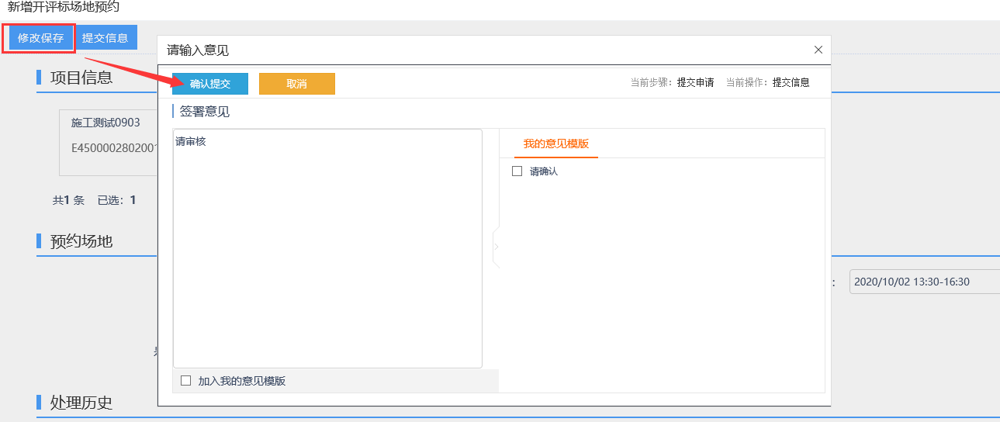 新增开评标场地预约
修改保存 提交信息
请输入意见
项目信息
确认提交 取消 当前步骤：提交申请 当前操作：提交信息
签署意见
施工测试0903
E4500002802001
请审核
我的意见模版
请确认
共1 条 已选：1
预约场地
： 2020/10/02 13:30-16:30
加入我的意见模版
处理历史